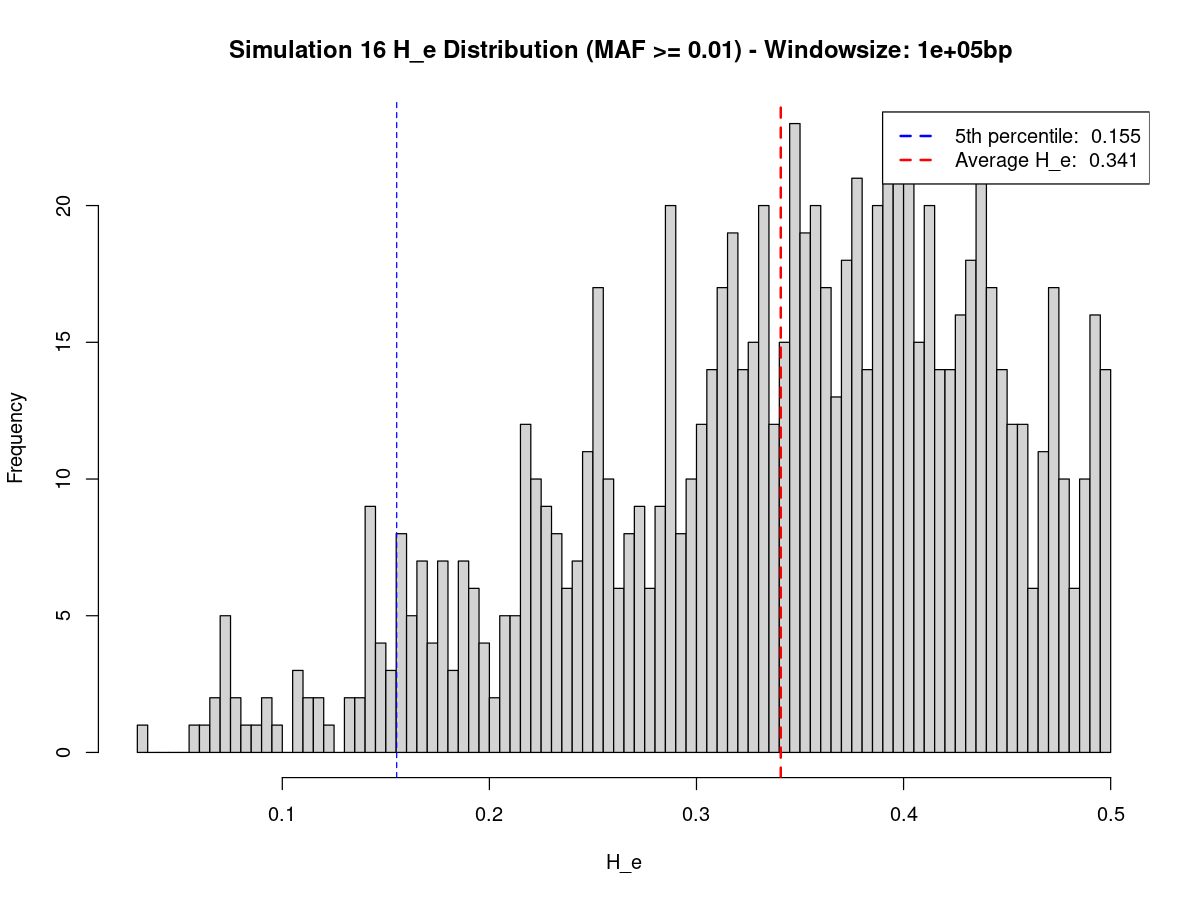 Simulation 16 H_e Distribution (MAF >= 0.01) - Windowsize: 1e+05bp
5th percentile:  0.155
Average H_e:  0.341
Frequency
20
15
10
5
0
0.1 0.2 0.3 0.4 0.5
H_e